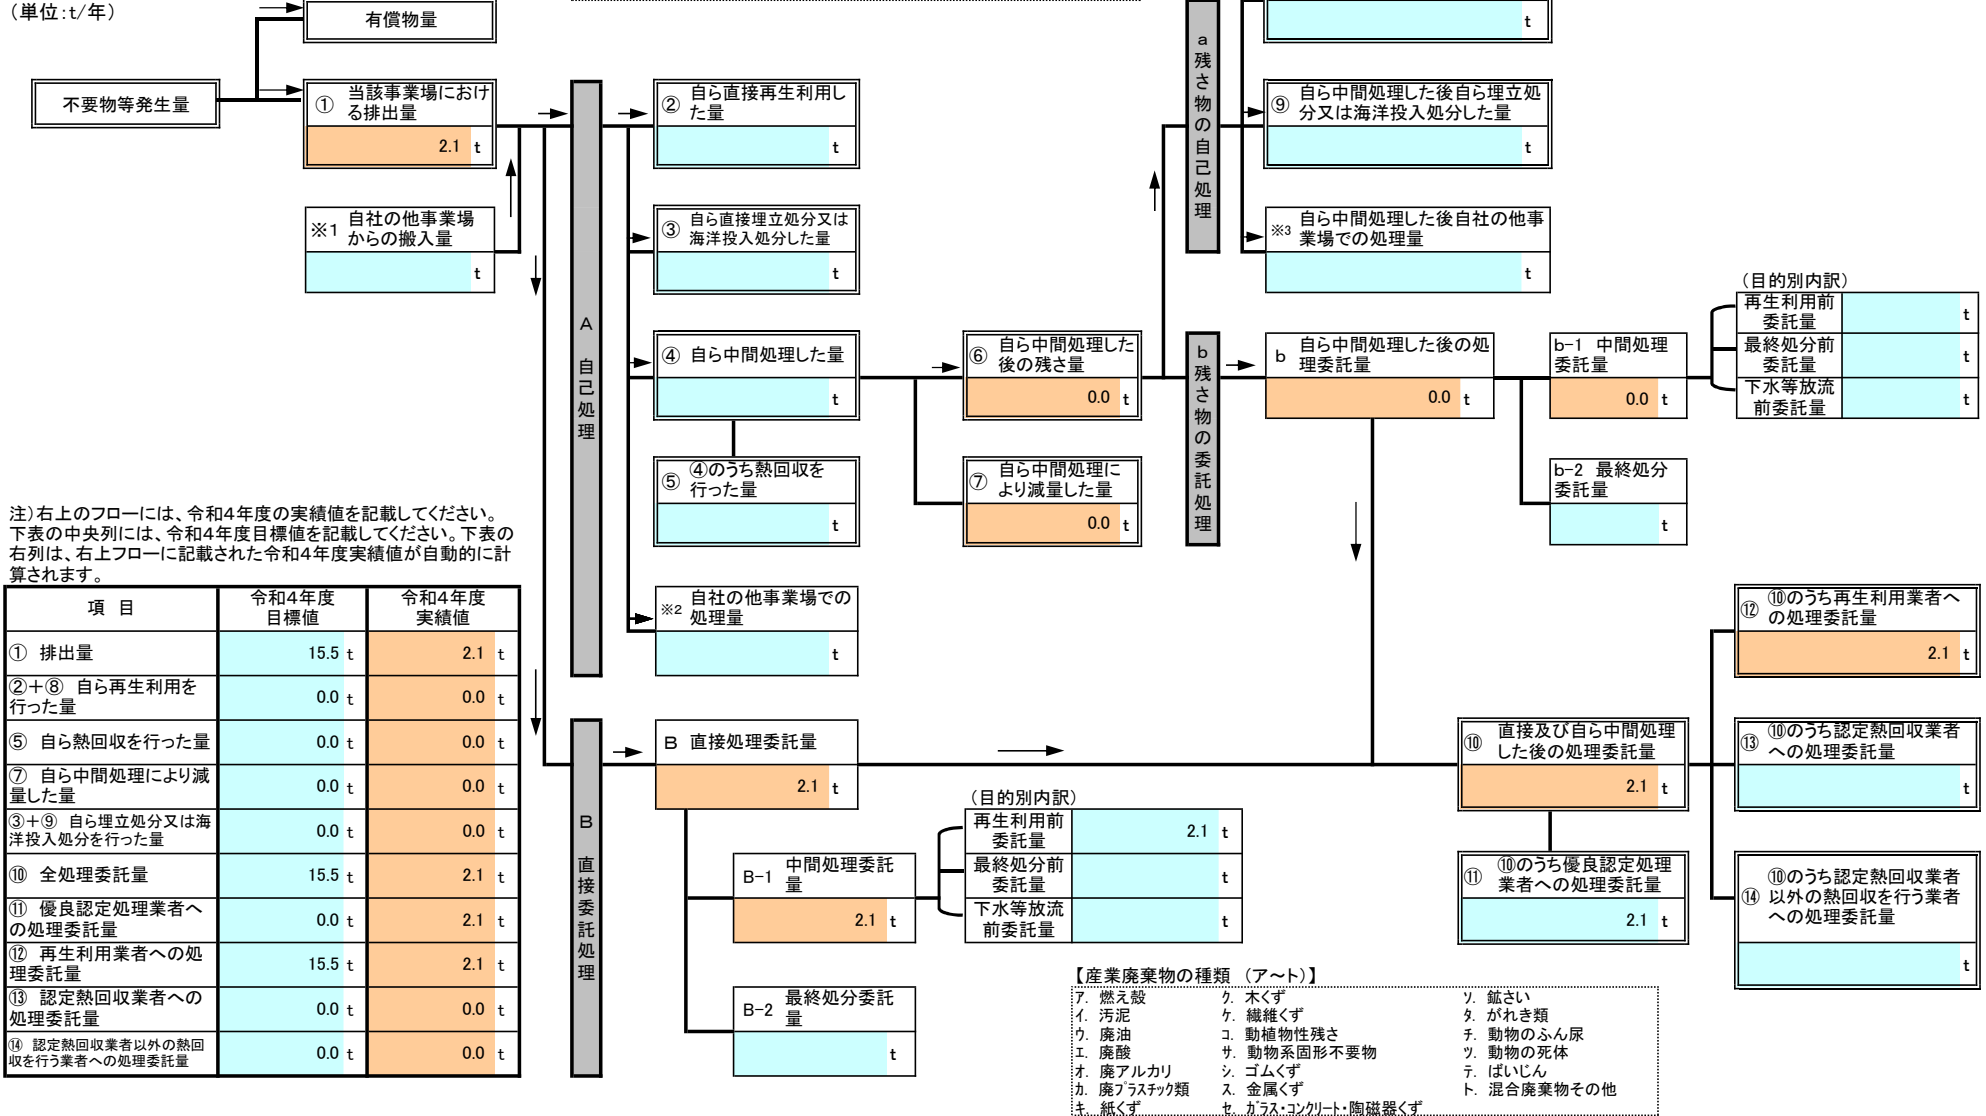 (単位:t/年)
有償物量
不要物等発生量
① 当該事業場におけ
る排出量
2.1 t
※1 自社の他事業場
からの搬入量
t
A 自己処理
② 自ら直接再生利用し
た量
t
③ 自ら直接埋立処分又は
海洋投入処分した量
t
④ 自ら中間処理した量
t
⑤ ④のうち熱回収を
行った量
t
※2 自社の他事業場での
処理量
t
⑥ 自ら中間処理した
後の残さ量
0.0 t
⑦ 自ら中間処理に
より減量した量
0.0 t
a 残さ物の自己処理
t
⑨ 自ら中間処理した後自ら埋立処
分又は海洋投入処分した量
t
※3 自ら中間処理した後自社の他事
業場での処理量
t
b 残さ物の委託処理
b 自ら中間処理した後の処
理委託量
0.0 t
b-1 中間処理
委託量
0.0 t
b-2 最終処分
委託量
t
(目的別内訳)
再生利用前
委託量
t
最終処分前
委託量
t
下水等放流
前委託量
t
注)右上のフローには、令和4年度の実績値を記載してください。
下表の中央列には、令和4年度目標値を記載してください。下表の
右列は、右上フローに記載された令和4年度実績値が自動的に計
算されます。
項 目 令和4年度 目標値 令和4年度 実績値
① 排出量 15.5 t 2.1 t
②+⑧ 自ら再生利用を
行った量 0.0 t 0.0 t
⑤ 自ら熱回収を行った量 0.0 t 0.0 t
⑦ 自ら中間処理により減
量した量 0.0 t 0.0 t
③+⑨ 自ら埋立処分又は海
洋投入処分を行った量 0.0 t 0.0 t
⑩ 全処理委託量 15.5 t 2.1 t
⑪ 優良認定処理業者へ
の処理委託量 0.0 t 2.1 t
⑫ 再生利用業者への処
理委託量 15.5 t 2.1 t
⑬ 認定熱回収業者への
処理委託量 0.0 t 0.0 t
⑭ 認定熱回収業者以外の熱回
収を行う業者への処理委託量 0.0 t 0.0 t
B 直接委託処理
B 直接処理委託量
2.1 t
B-1 中間処理委託
量
2.1 t
B-2 最終処分委託
量
t
(目的別内訳)
再生利用前
委託量
2.1 t
最終処分前
委託量
t
下水等放流
前委託量
t
⑩ 直接及び自ら中間処理
した後の処理委託量
2.1 t
⑪ ⑩のうち優良認定処理
業者への処理委託量
2.1 t
⑫ ⑩のうち再生利用業者へ
の処理委託量
2.1 t
⑬ ⑩のうち認定熱回収業者
への処理委託量
t
⑭ ⑩のうち認定熱回収業者
以外の熱回収を行う業者
への処理委託量
t
【産業廃棄物の種類 (ア~ト)】
ア. 燃え殻 ク. 木くず ソ. 鉱さい
イ. 汚泥 ケ. 繊維くず タ. がれき類
ウ. 廃油 コ. 動植物性残さ チ. 動物のふん尿
エ. 廃酸 サ. 動物系固形不要物 ツ. 動物の死体
オ. 廃アルカリ シ. ゴムくず テ. ばいじん
カ. 廃プラスチック類 ス. 金属くず ト. 混合廃棄物その他
キ. 紙くず セ. ガラス・コンクリート・陶磁器くず